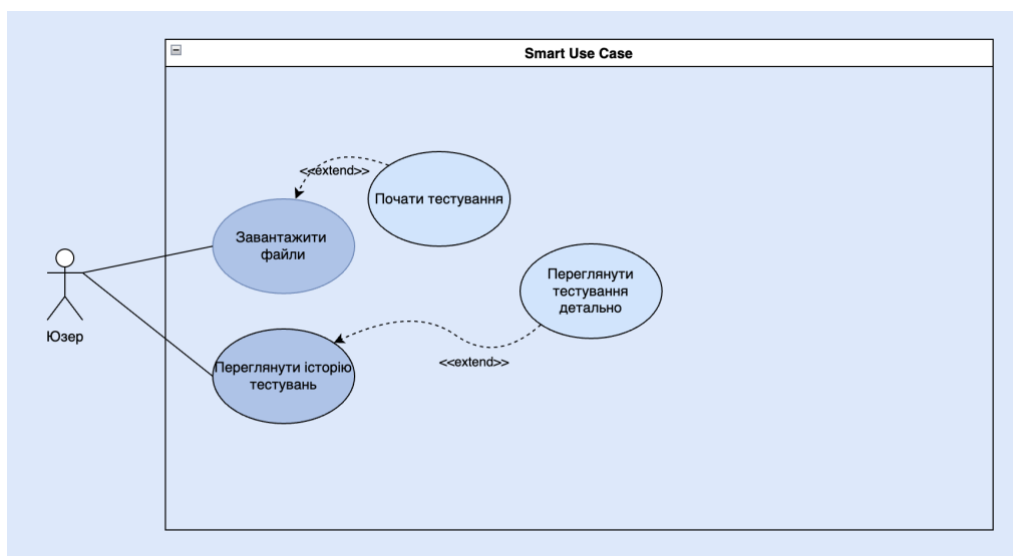 Smart Use Case
<<extend>>
Почати тестування
Завантажити
файли
Переглянути
тестування
детально
Юзер
Переглянути історію
тестувань
<<extend>>